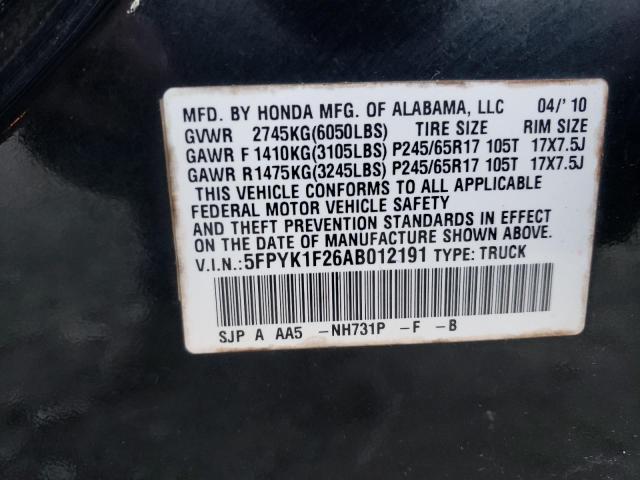 MFD. BY HONDA MFG. OF ALABAMA, LLC 04/'10
GVWR 2745KG(6050LBS) TIRE SIZE RIM SIZE
GAWR F 1410KG(3105LBS) P245/65R17 105T 17X7.5J
GAWR R1475KG(3245LBS) P245/65R17 105T 17X7.5J
THIS VEHICLE CONFORMS TO ALL APPLICABLE
FEDERAL MOTOR VEHICLE SAFETY
AND THEFT PREVENTION STANDARDS IN EFFECT
ON DATE OF MANUFACTURE SHOWN ABOVE.
V.I.N.:5FPYK1F26AB012191 TYPE:TRUCK
SJP A AA5 -NH731P -F -B